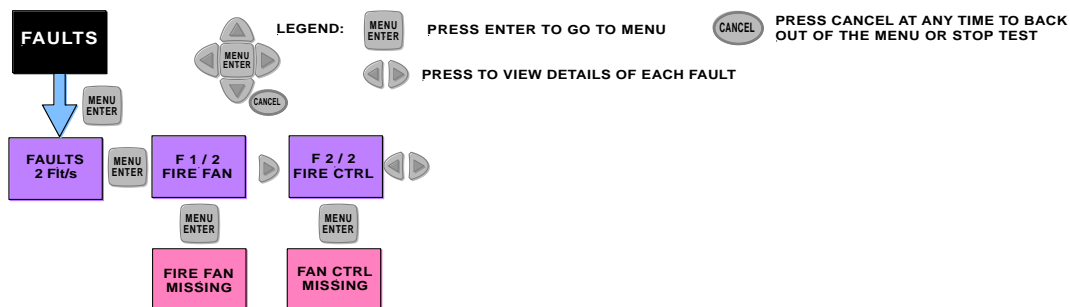 FAULTS
LEGEND:
MENU
ENTER
PRESS ENTER TO GO TO MENU
CANCEL
PRESS CANCEL AT ANY TIME TO BACK
OUT OF THE MENU OR STOP TEST
MENU
ENTER
CANCEL
PRESS TO VIEW DETAILS OF EACH FAULT
MENU
ENTER
FAULTS
2 Flt/s
MENU
ENTER
F 1 / 2
FIRE FAN
F 2 / 2
FIRE CTRL
MENU
ENTER
MENU
ENTER
FIRE FAN
MISSING
FAN CTRL
MISSING